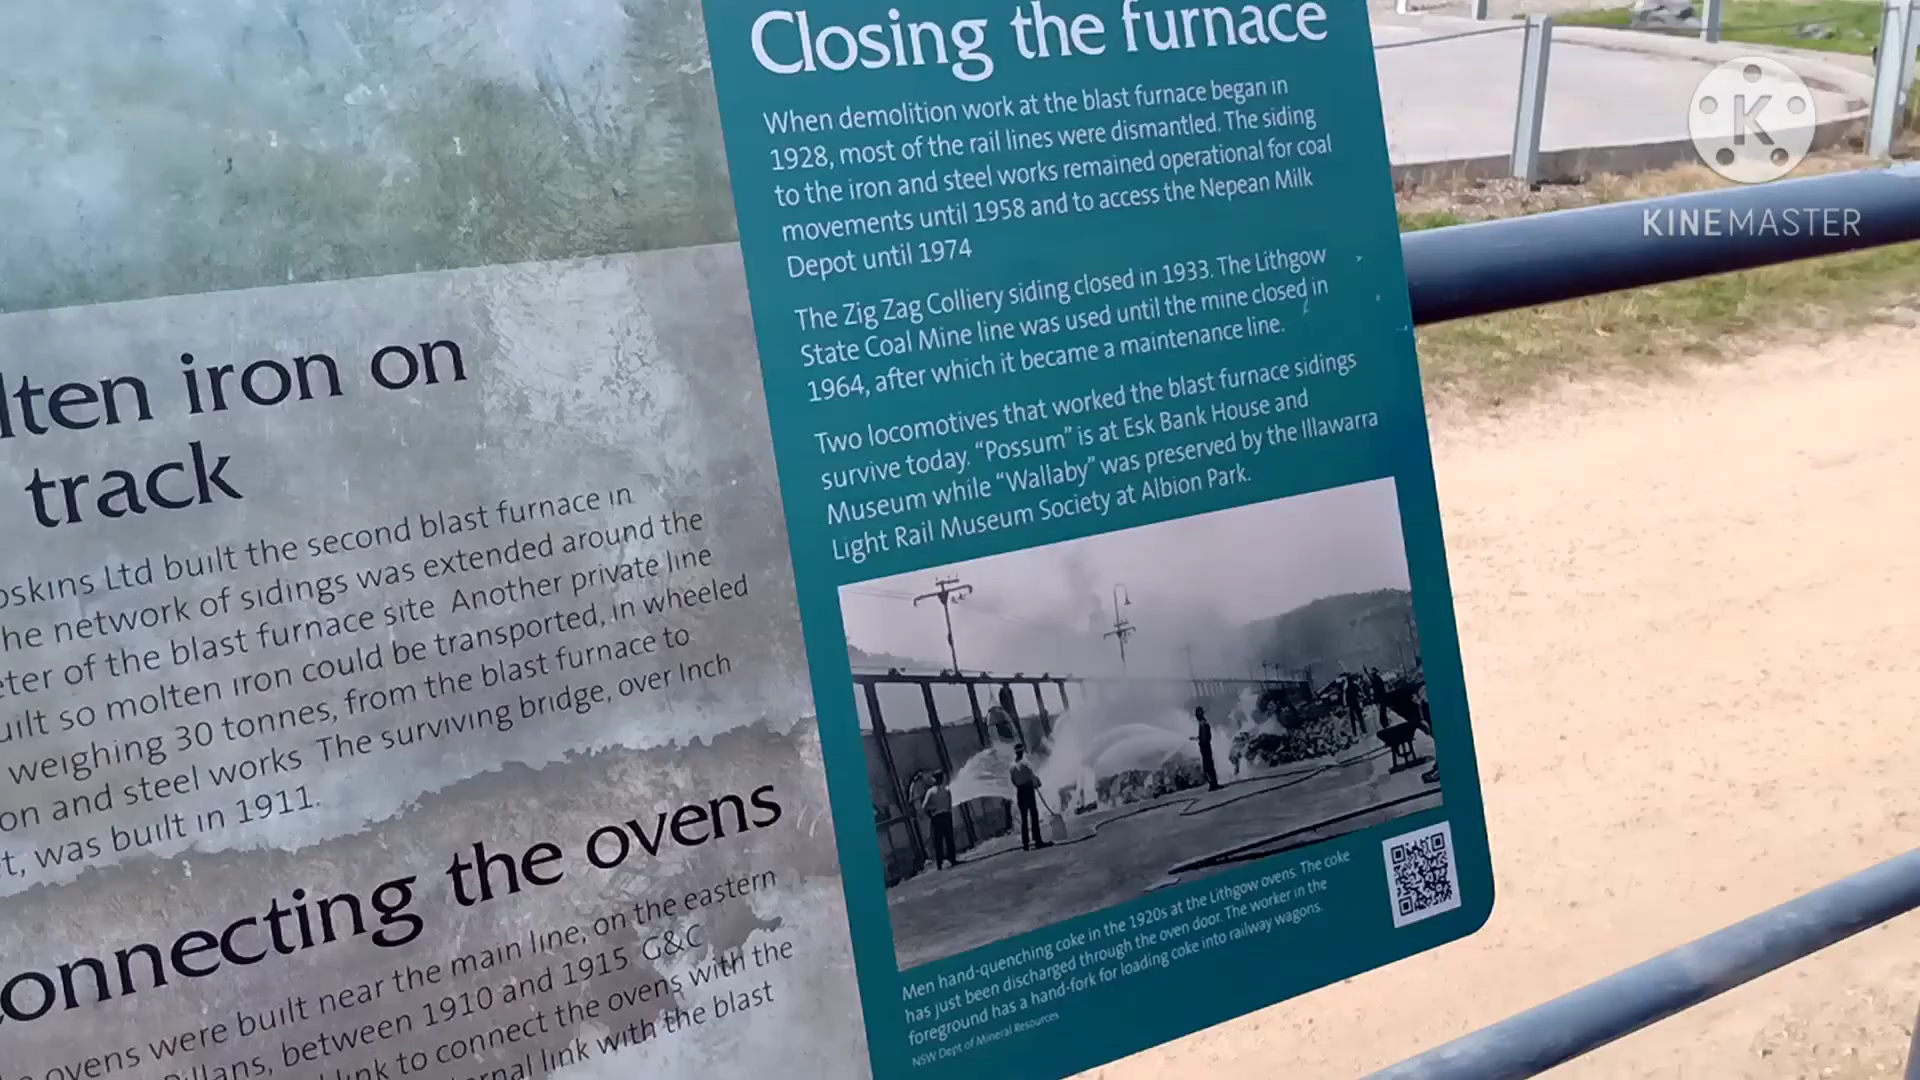 lten iron on
track
oskins Ltd built the second blast furnace in
he network of sidings was extended around the
eter of the blast furnace site. Another private line
uilt so molten iron could be transported, in wheeled
weighing 30 tonnes, from the blast furnace to
on and steel works. The surviving bridge, over Inch
t, was built in 1911.
onnecting the ovens
ovens were built near the main line, on the eastern
llans, between 1910 and 1915. G&C
link to connect the ovens with the
rnal link with the blast
Closing the furnace
When demolition work at the blast furnace began in
1928, most of the rail lines were dismantled. The siding
to the iron and steel works remained operational for coal
movements until 1958 and to access the Nepean Milk
Depot until 1974
The Zig Zag Colliery siding closed in 1933. The Lithgow
State Coal Mine line was used until the mine closed in
1964, after which it became a maintenance line.
Two locomotives that worked the blast furnace sidings
survive today. “Possum” is at Esk Bank House and
Museum while “Wallaby” was preserved by the Illawarra
Light Rail Museum Society at Albion Park.
Men hand-quenching coke in the 1920s at the Lithgow ovens. The coke
has just been discharged through the oven door. The worker in the
foreground has a hand-fork for loading coke into railway wagons.
NSW Dept of Mineral Resources
K
KINEMASTER